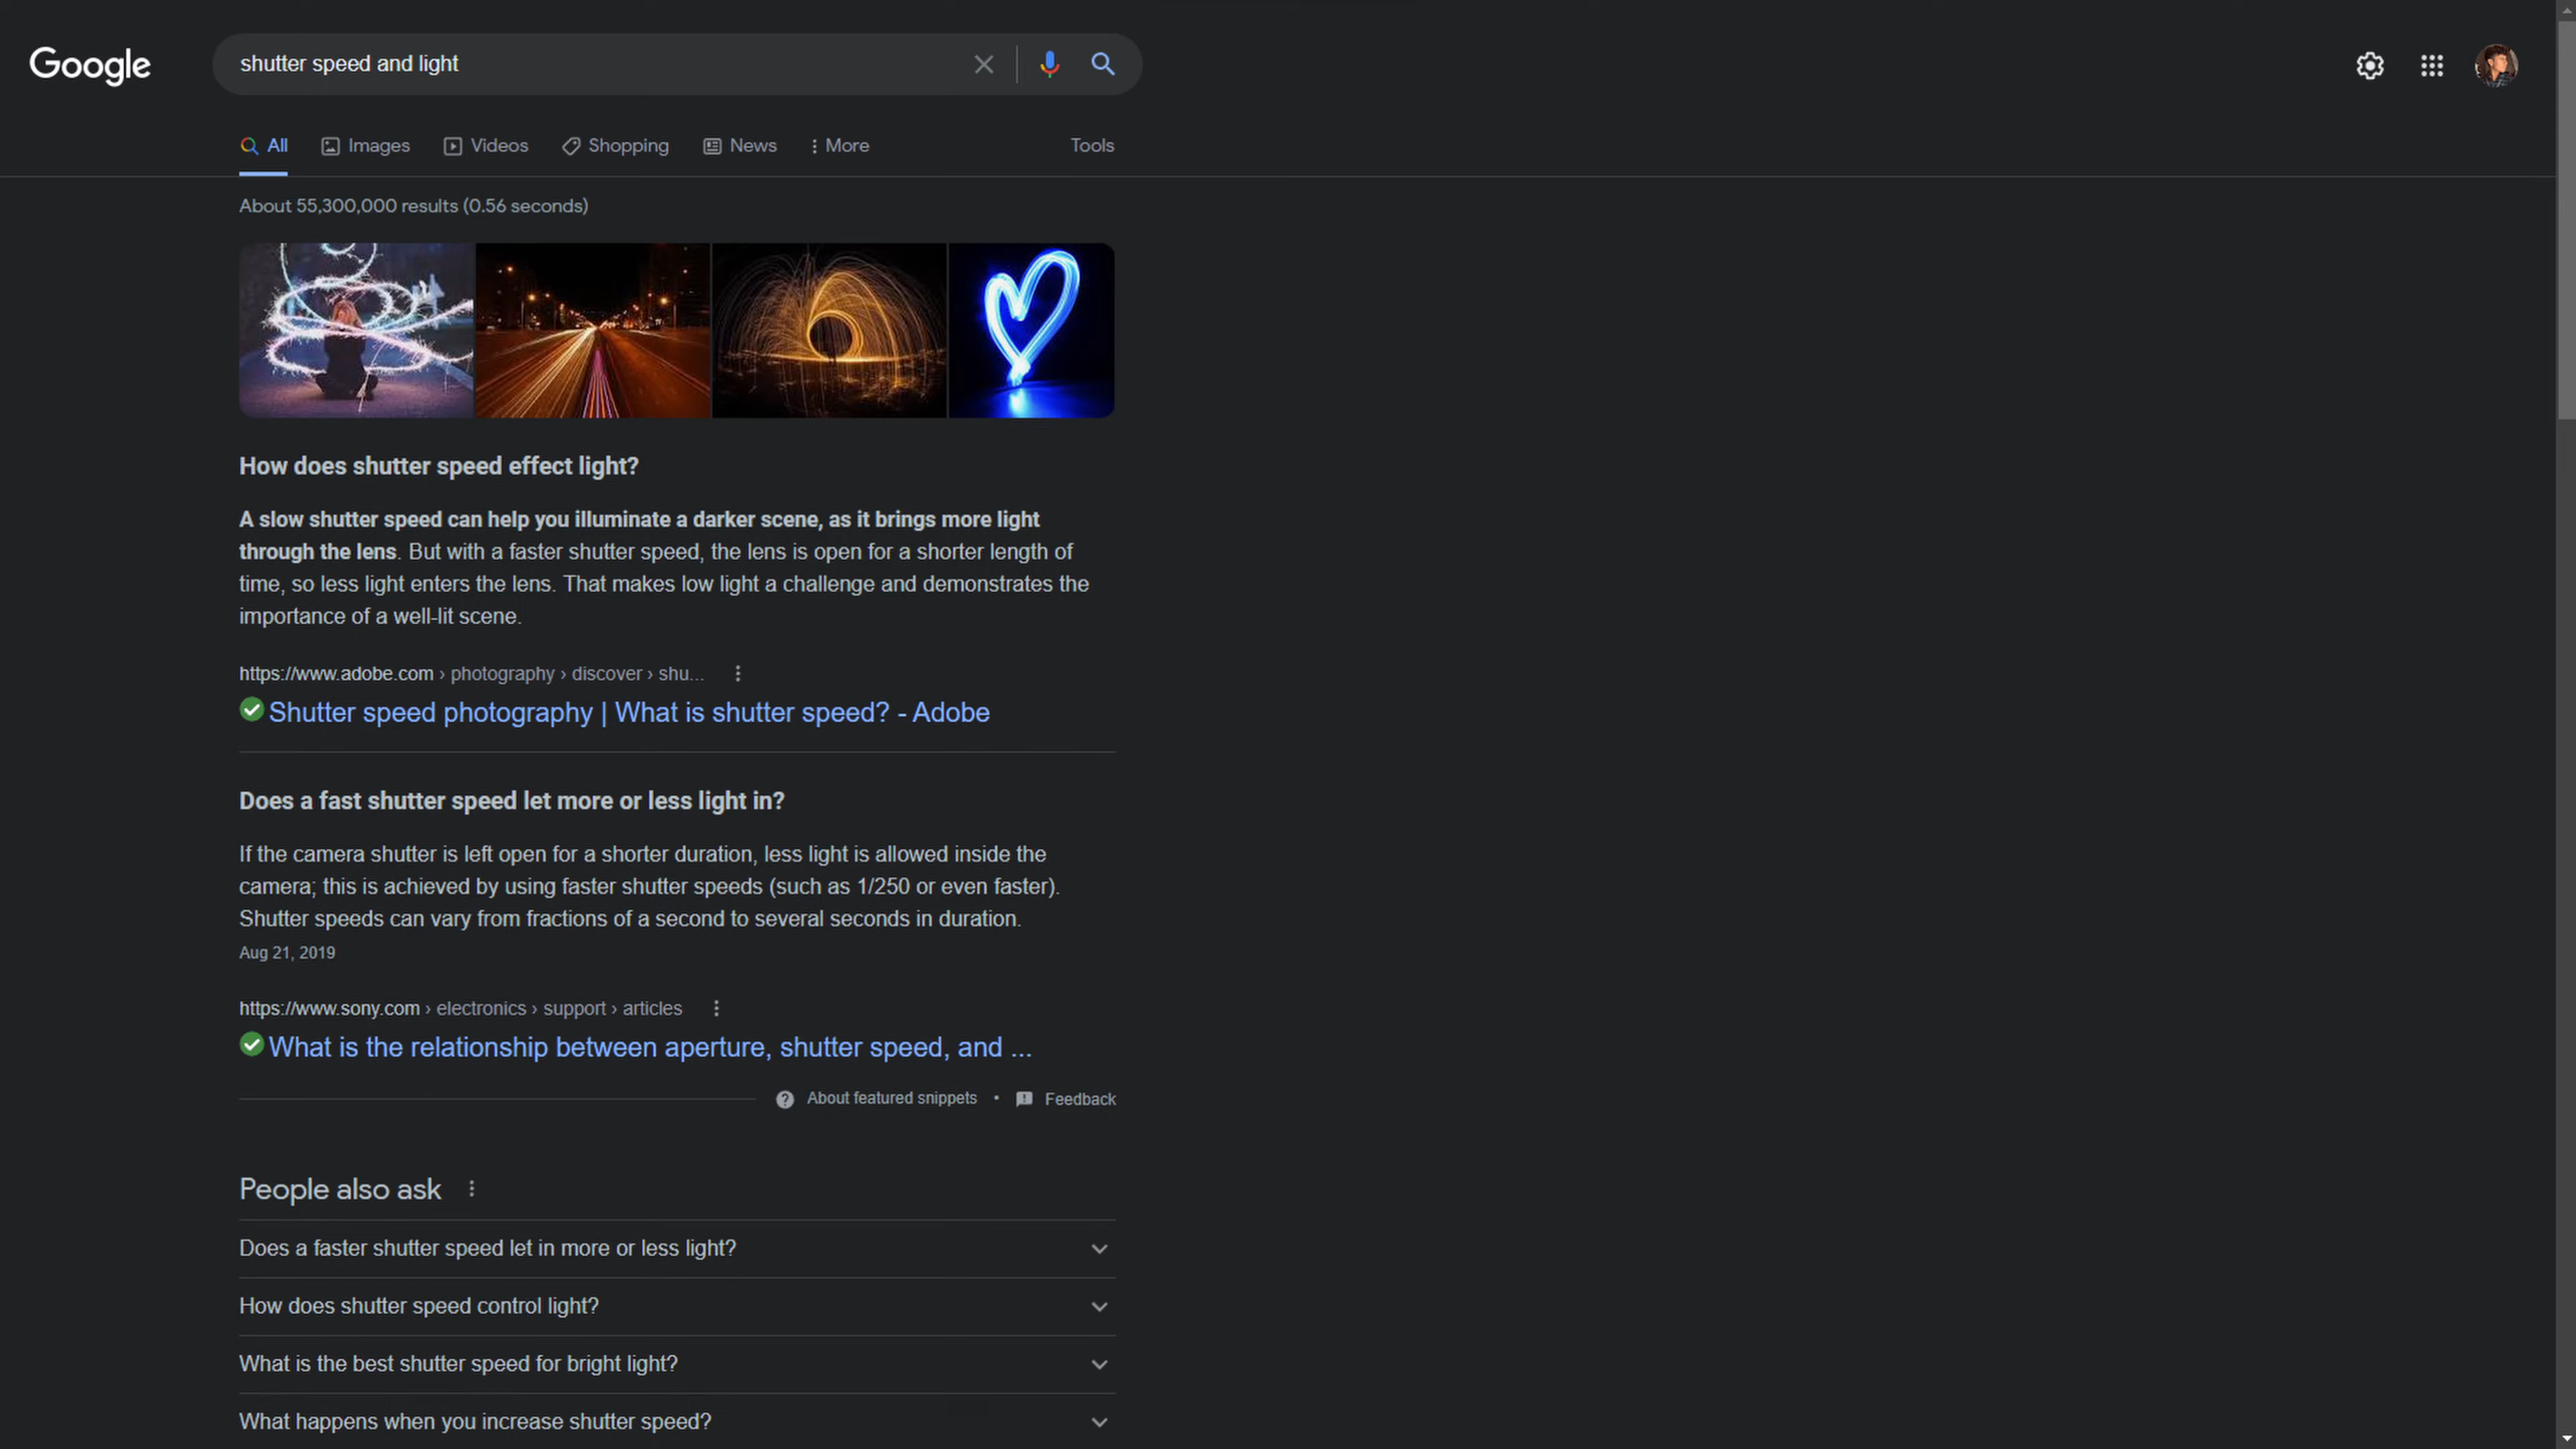 Google
shutter speed and light
All Images Videos Shopping News More Tools
About 55,300,000 results (0.56 seconds)
How does shutter speed effect light?
A slow shutter speed can help you illuminate a darker scene, as it brings more light
through the lens. But with a faster shutter speed, the lens is open for a shorter length of
time, so less light enters the lens. That makes low light a challenge and demonstrates the
importance of a well-lit scene.
https://www.adobe.com › photography › discover › shu...
Shutter speed photography | What is shutter speed? - Adobe
Does a fast shutter speed let more or less light in?
If the camera shutter is left open for a shorter duration, less light is allowed inside the
camera; this is achieved by using faster shutter speeds (such as 1/250 or even faster).
Shutter speeds can vary from fractions of a second to several seconds in duration.
Aug 21, 2019
https://www.sony.com › electronics › support › articles
What is the relationship between aperture, shutter speed, and ...
About featured snippets • Feedback
People also ask
Does a faster shutter speed let in more or less light?
How does shutter speed control light?
What is the best shutter speed for bright light?
What happens when you increase shutter speed?